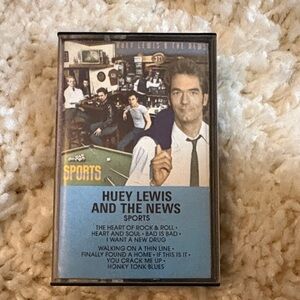 HUEY LEWIS & THE NEWS
SPORTS
HUEY LEWIS
AND THE NEWS
SPORTS
THE HEART OF ROCK & ROLL •
HEART AND SOUL • BAD IS BAD •
I WANT A NEW DRUG
WALKING ON A THIN LINE •
FINALLY FOUND A HOME • IF THIS IS IT •
YOU CRACK ME UP •
HONKY TONK BLUES